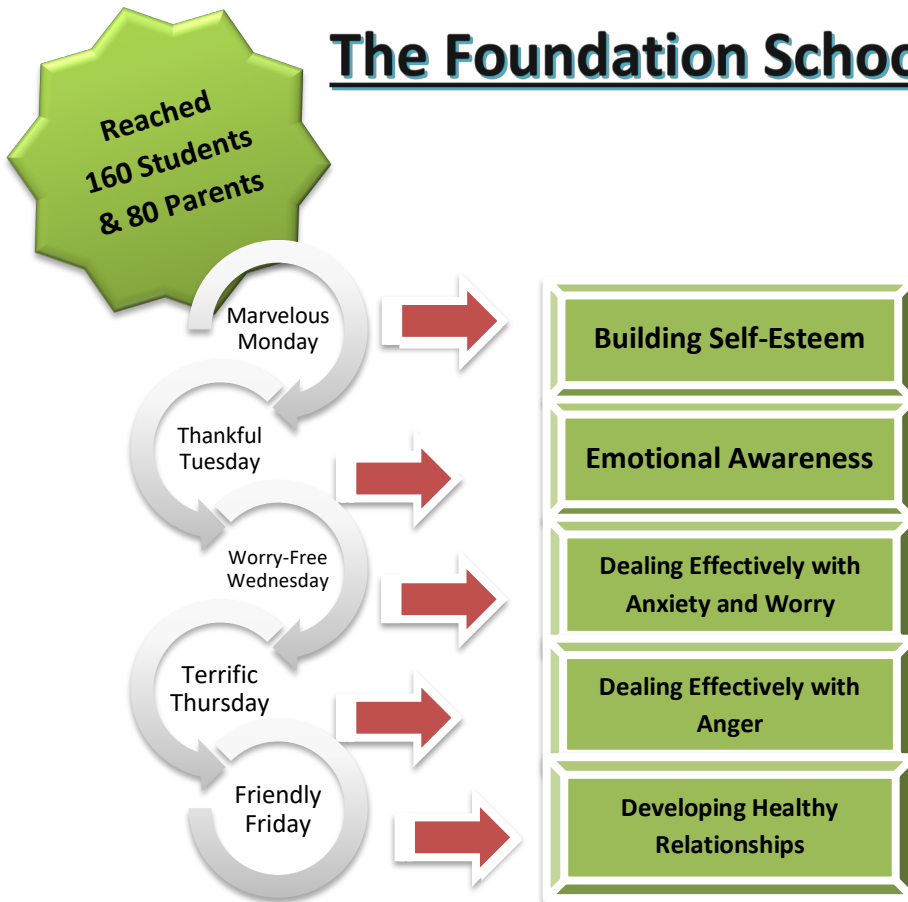 The Foundation Schoo
Reached
160 Students
& 80 Parents
Marvelous
Monday
Building Self-Esteem
Thankful
Tuesday
Emotional Awareness
Worry-Free
Wednesday
Dealing Effectively with
Anxiety and Worry
Terrific
Thursday
Dealing Effectively with
Anger
Friendly
Friday
Developing Healthy
Relationships